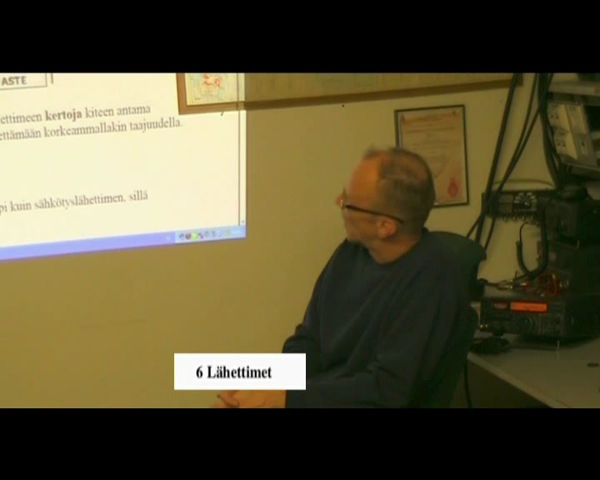 ASTE
ettimeen kertoja kiteen antama
ettämään korkeammallakin taajuudella.
pi kuin sähkötyslähettimen, sillä
6 Lähettimet